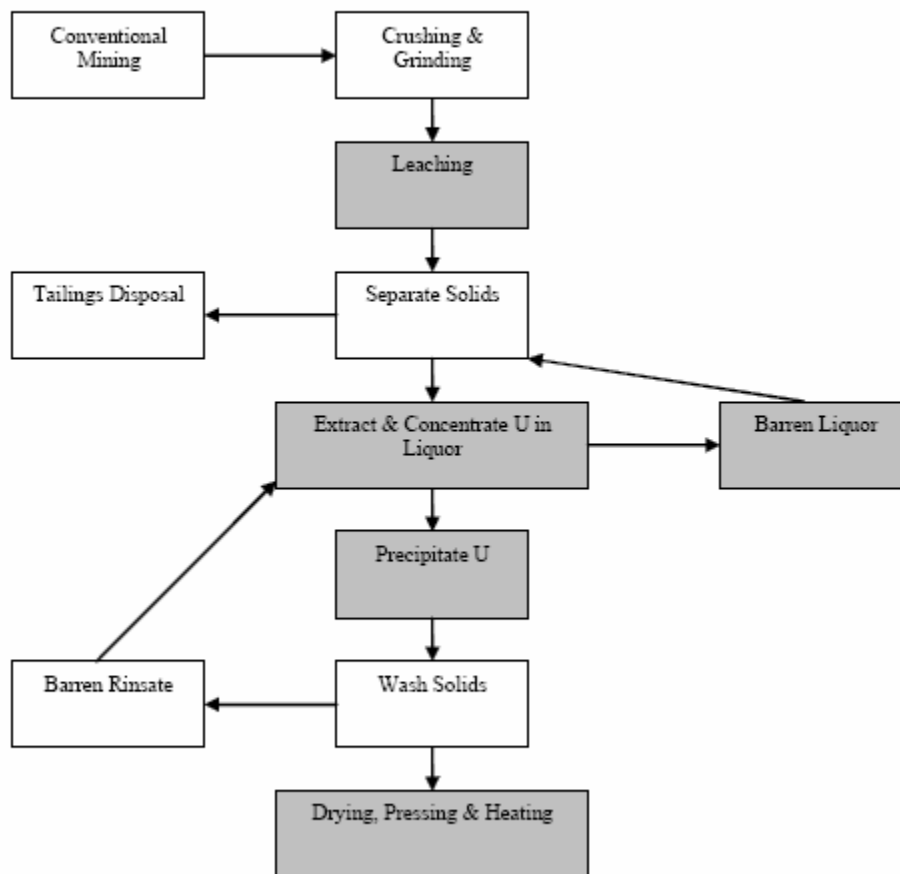 Conventional
Mining
Crushing &
Grinding
Leaching
Tailings Disposal
Separate Solids
Extract & Concentrate U in
Liquor
Barren Liquor
Precipitate U
Barren Rinsate
Wash Solids
Drying, Pressing & Heating